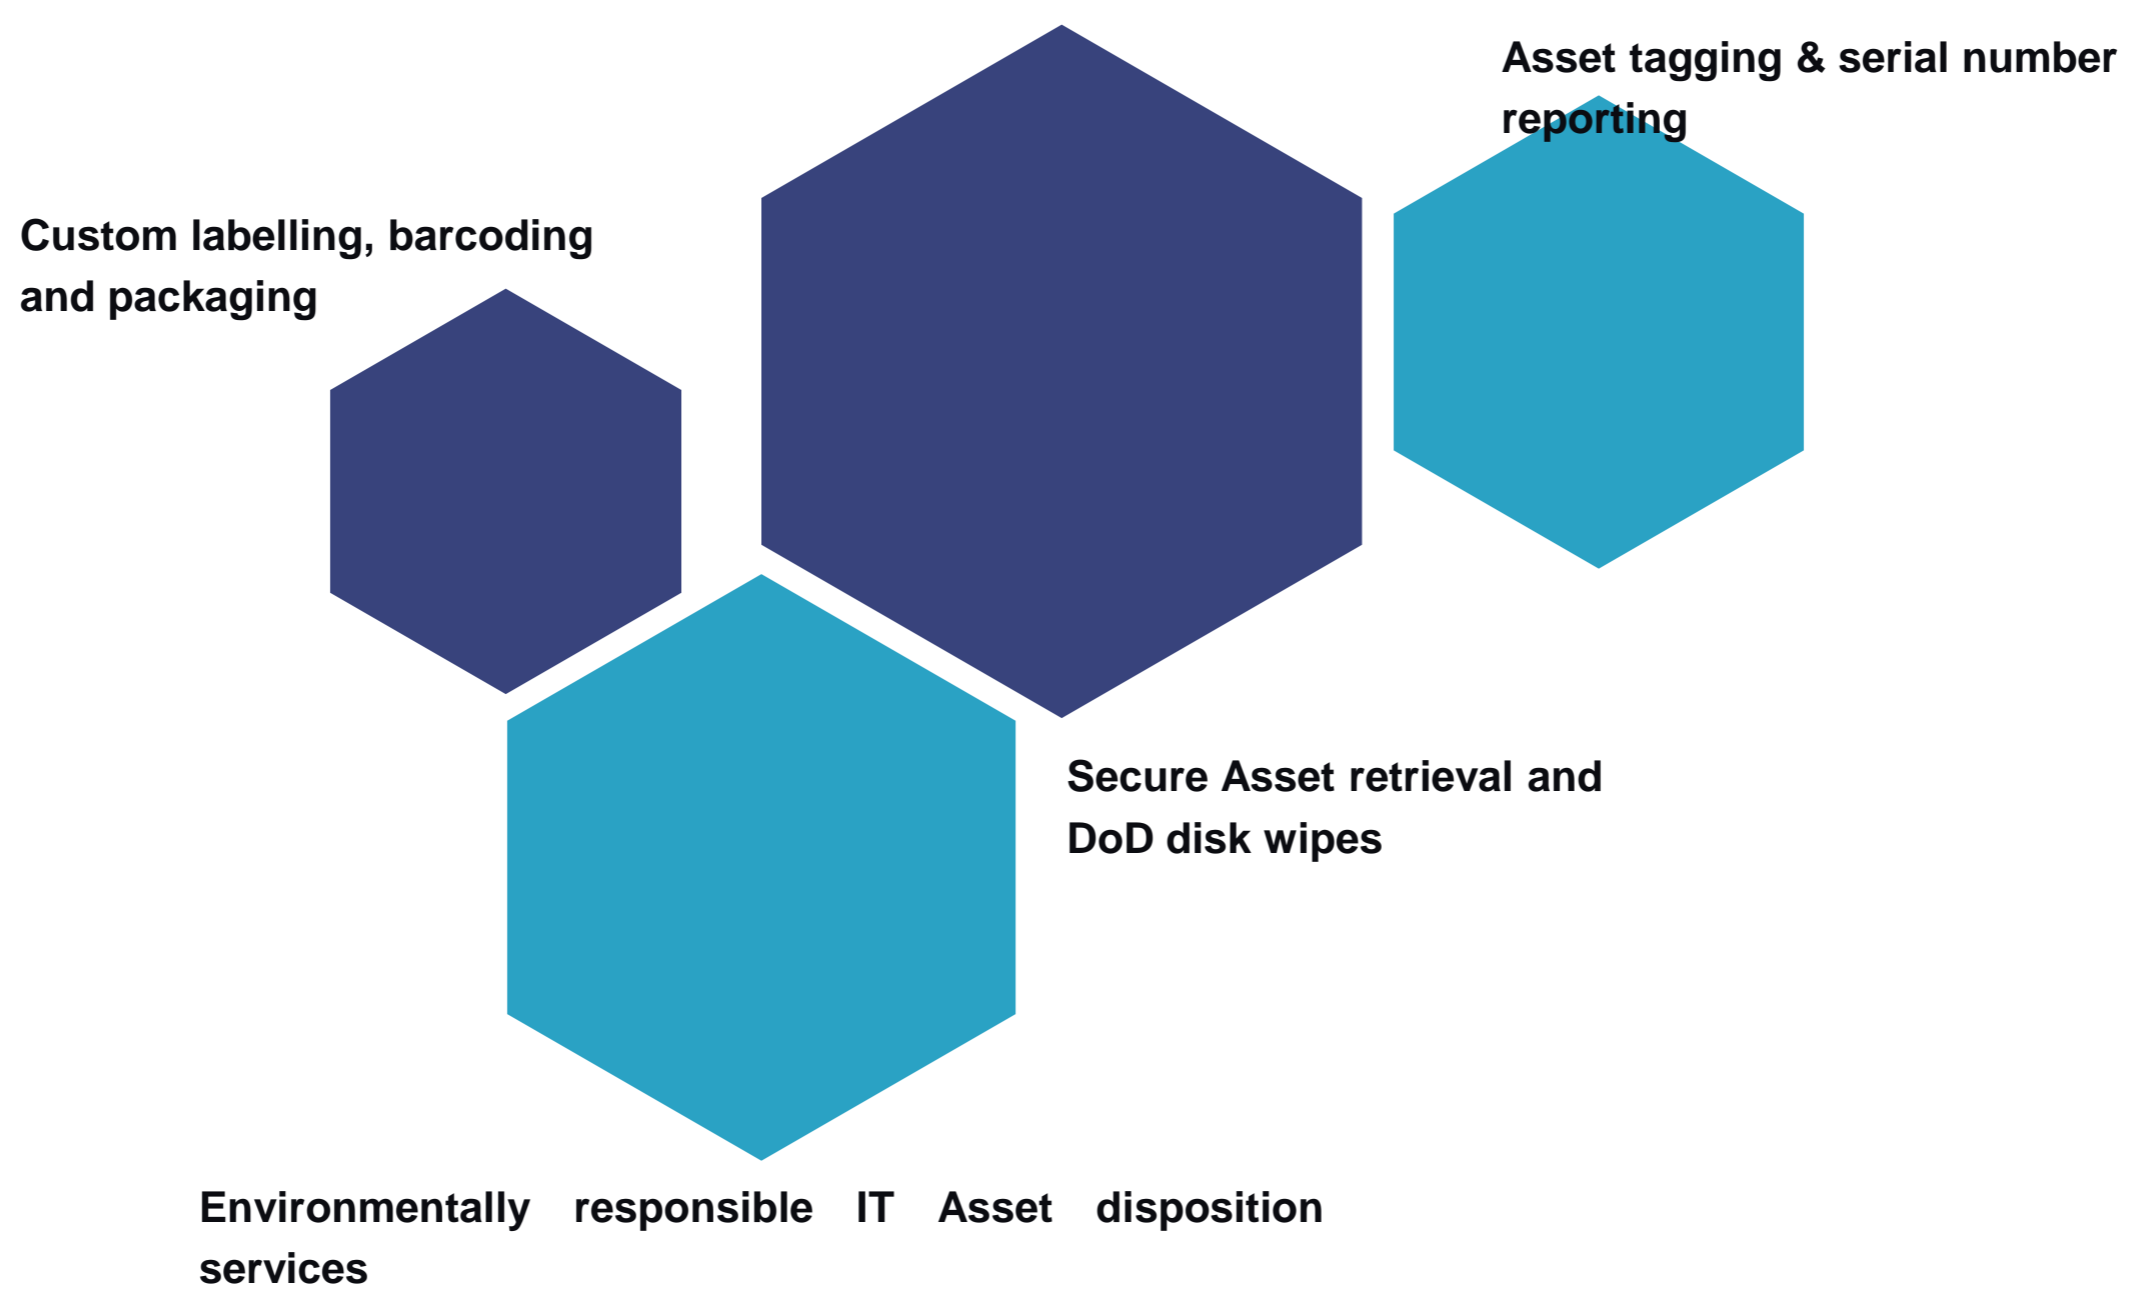 Asset tagging & serial number
reporting
Custom labelling, barcoding
and packaging
Secure Asset retrieval and
DoD disk wipes
Environmentally responsible IT Asset disposition
services